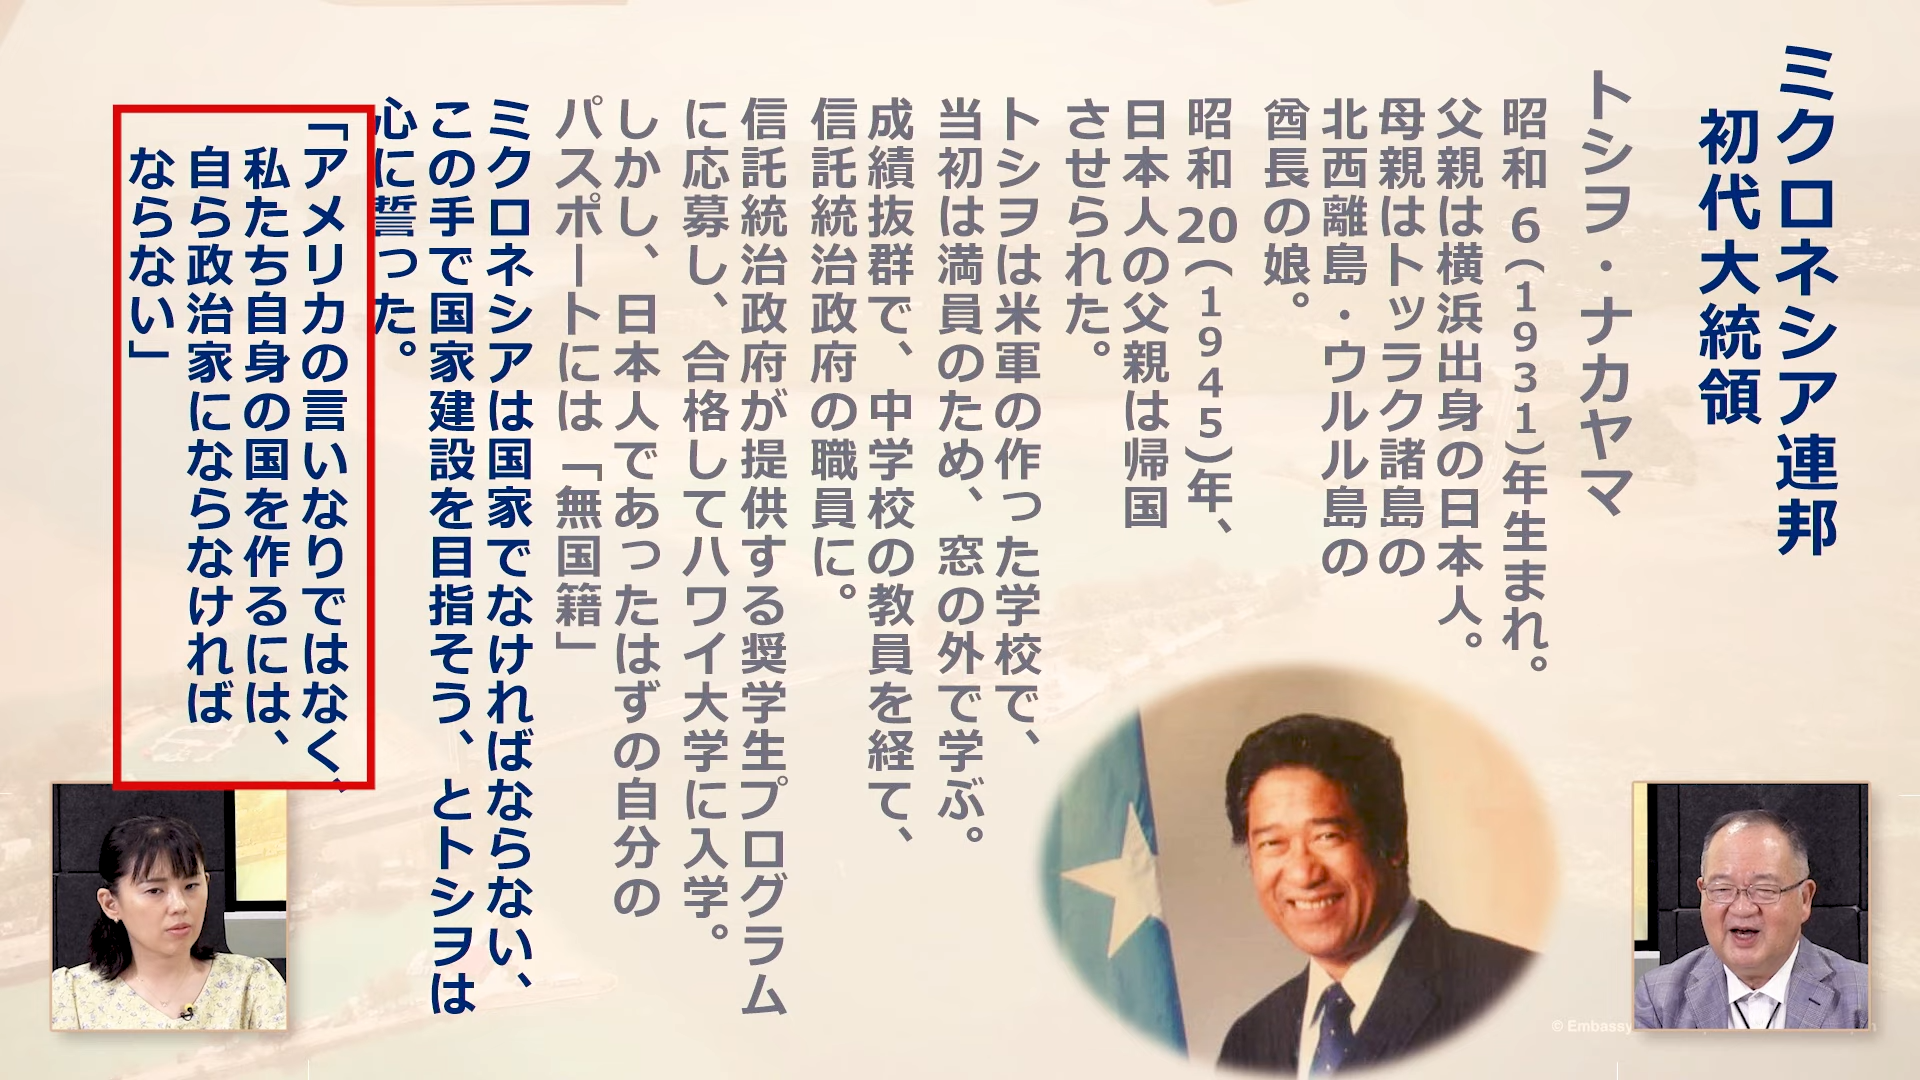 ミクロネシア連邦
初代大統領
トシヲ・ナカヤマ
昭和6(1931)年生まれ。
父親は横浜出身の日本人。
母親はトラック諸島の
北西離島・ウルル島の
酋長の娘。
昭和20(1945)年、
日本人の父親は帰国
させられた。
トシヲは米軍の作った学校で、
当初は満員のため、窓の外で学ぶ。
成績抜群で、中学校の教員を経て、
信託統治政府の職員に。
信託統治政府が提供する奨学生プログラム
に応募し、合格してハワイ大学に入学。
しかし、日本人であったはずの自分の
パスポートには「無国籍」
ミクロネシアは国家でなければならない、
この手で国家建設を目指そう、とトシヲは
心に誓った。
「アメリカの言いなりではなく、
私たち自身の国を作るには、
自ら政治家にならなければ
ならない」
© Embassy